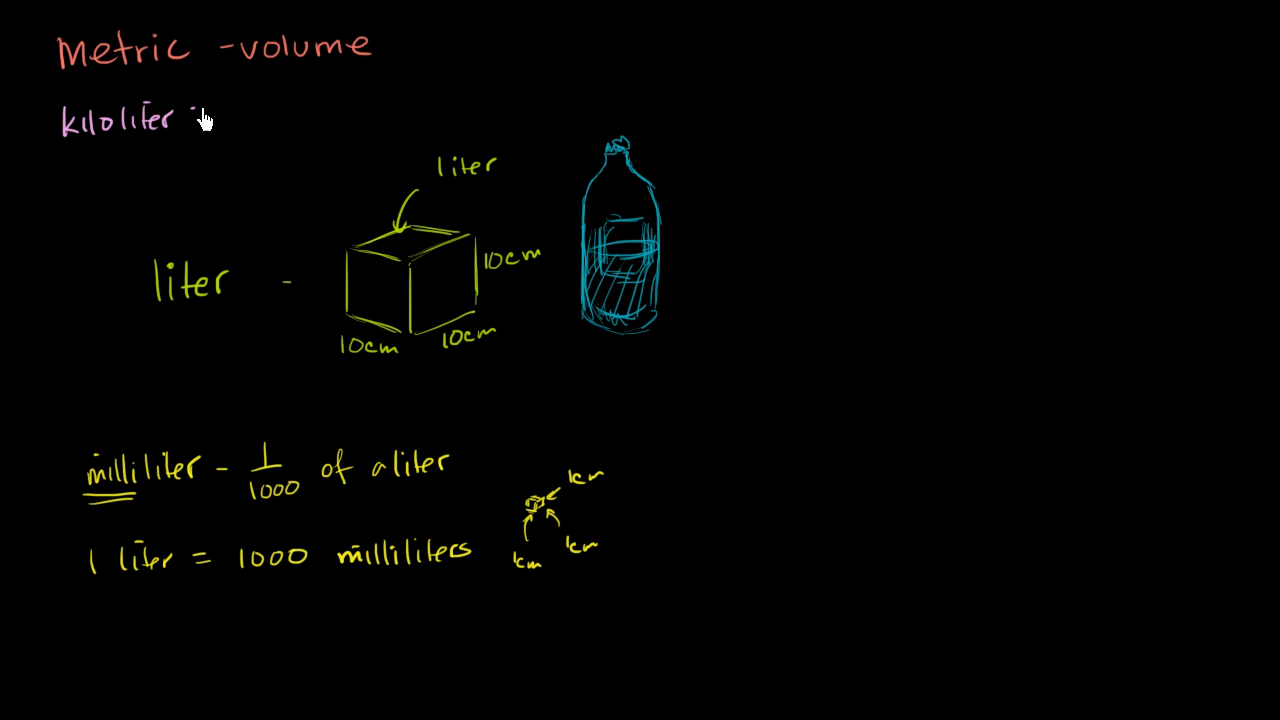 Metric - volume
kiloliter -
liter
liter -
10cm
10cm
10cm
milliliter - 1/1000 of a liter
1cm
1 liter = 1000 milliliters
1cm
1cm